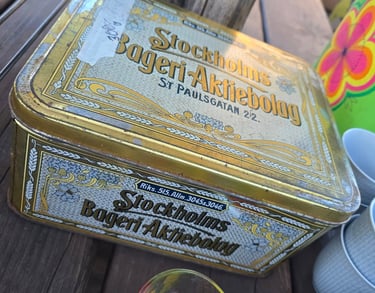 Stockholms
Bageri-Aktiebolag
ST PAULSGATAN 22.
Riks. 515. Allm. 3045 & 3046
Stockholms
Bageri-Aktiebolag